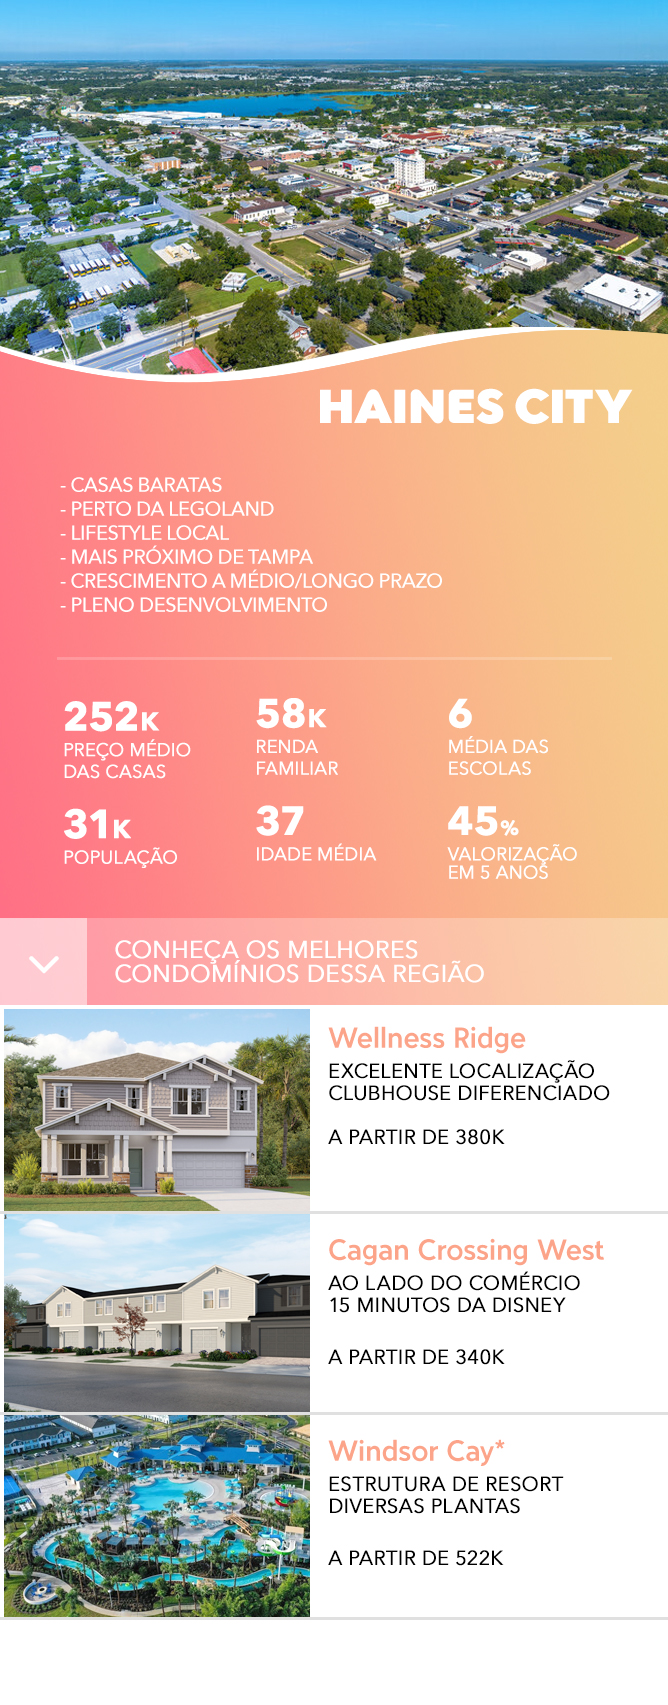 HAINES CITY
- CASAS BARATAS
- PERTO DA LEGOLAND
- LIFESTYLE LOCAL
- MAIS PRÓXIMO DE TAMPA
- CRESCIMENTO A MÉDIO/LONGO PRAZO
- PLENO DESENVOLVIMENTO
252K
PREÇO MÉDIO
DAS CASAS
58K
RENDA
FAMILIAR
6
MÉDIA DAS
ESCOLAS
31K
POPULAÇÃO
37
IDADE MÉDIA
45%
VALORIZAÇÃO
EM 5 ANOS
CONHEÇA OS MELHORES
CONDOMÍNIOS DESSA REGIÃO
Wellness Ridge
EXCELENTE LOCALIZAÇÃO
CLUBHOUSE DIFERENCIADO
A PARTIR DE 380K
Cagan Crossing West
AO LADO DO COMÉRCIO
15 MINUTOS DA DISNEY
A PARTIR DE 340K
Windsor Cay*
ESTRUTURA DE RESORT
DIVERSAS PLANTAS
A PARTIR DE 522K